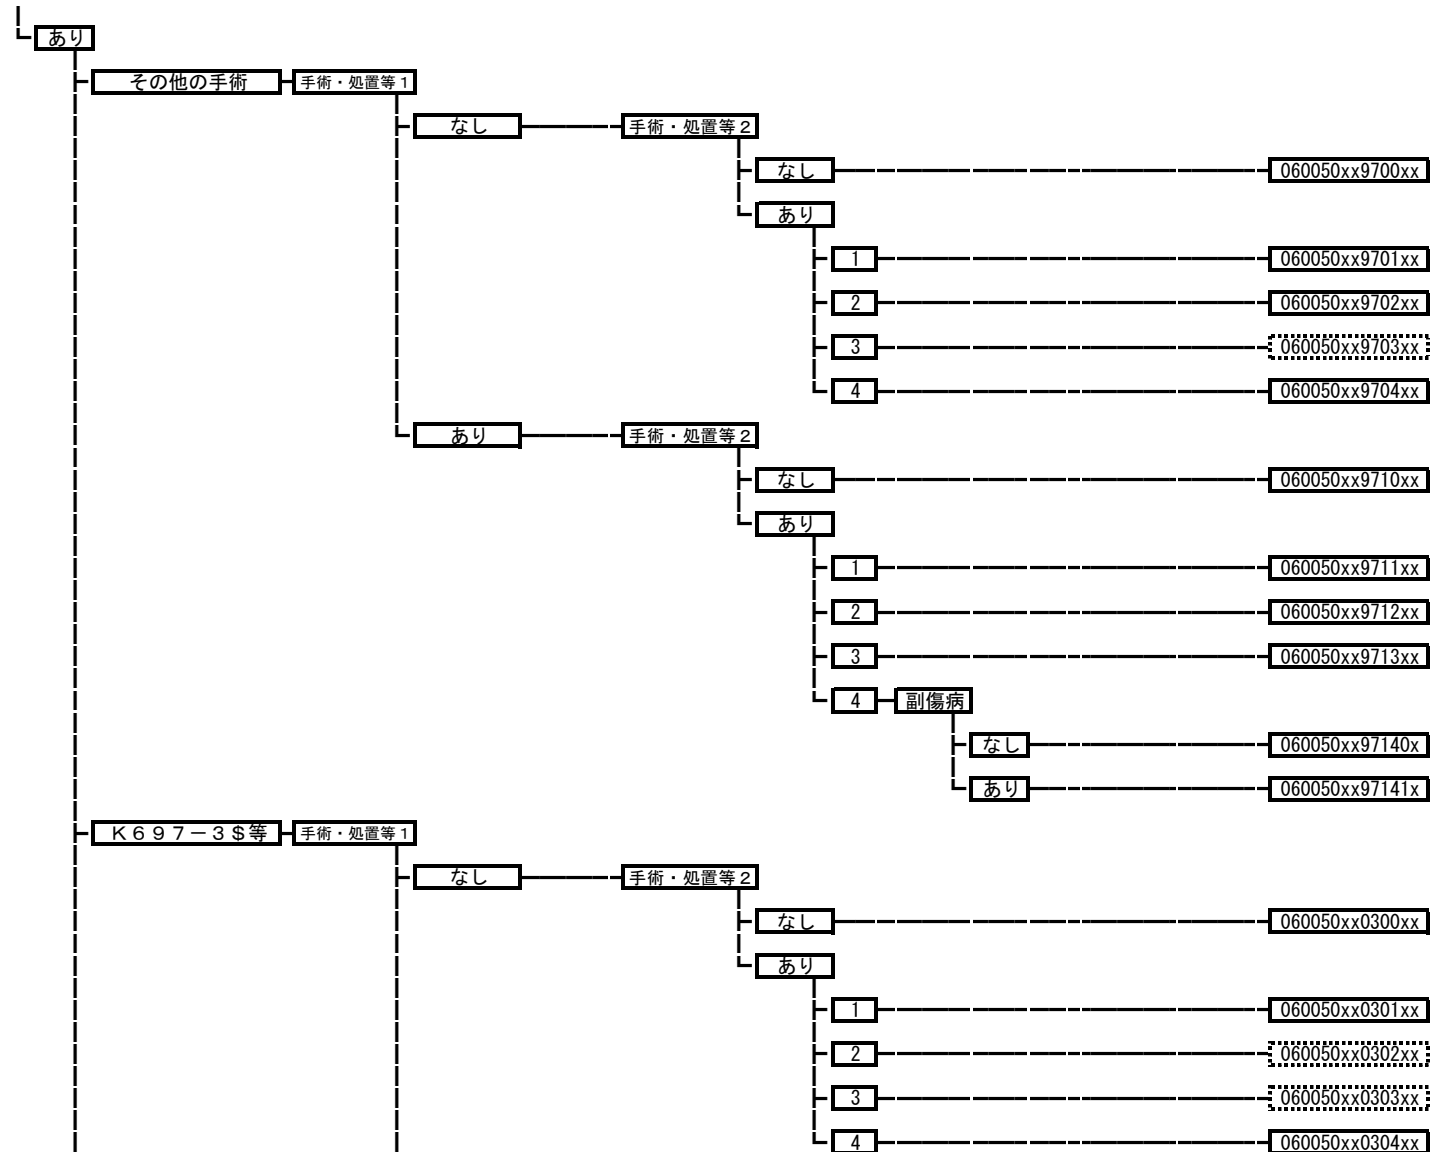 あり
その他の手術 手術・処置等1
なし 手術・処置等2
なし 060050xx9700xx
あり
1 060050xx9701xx
2 060050xx9702xx
3 060050xx9703xx
4 060050xx9704xx
あり 手術・処置等2
なし 060050xx9710xx
あり
1 060050xx9711xx
2 060050xx9712xx
3 060050xx9713xx
4 副傷病
なし 060050xx97140x
あり 060050xx97141x
K697-3$等 手術・処置等1
なし 手術・処置等2
なし 060050xx0300xx
あり
1 060050xx0301xx
2 060050xx0302xx
3 060050xx0303xx
4 060050xx0304xx